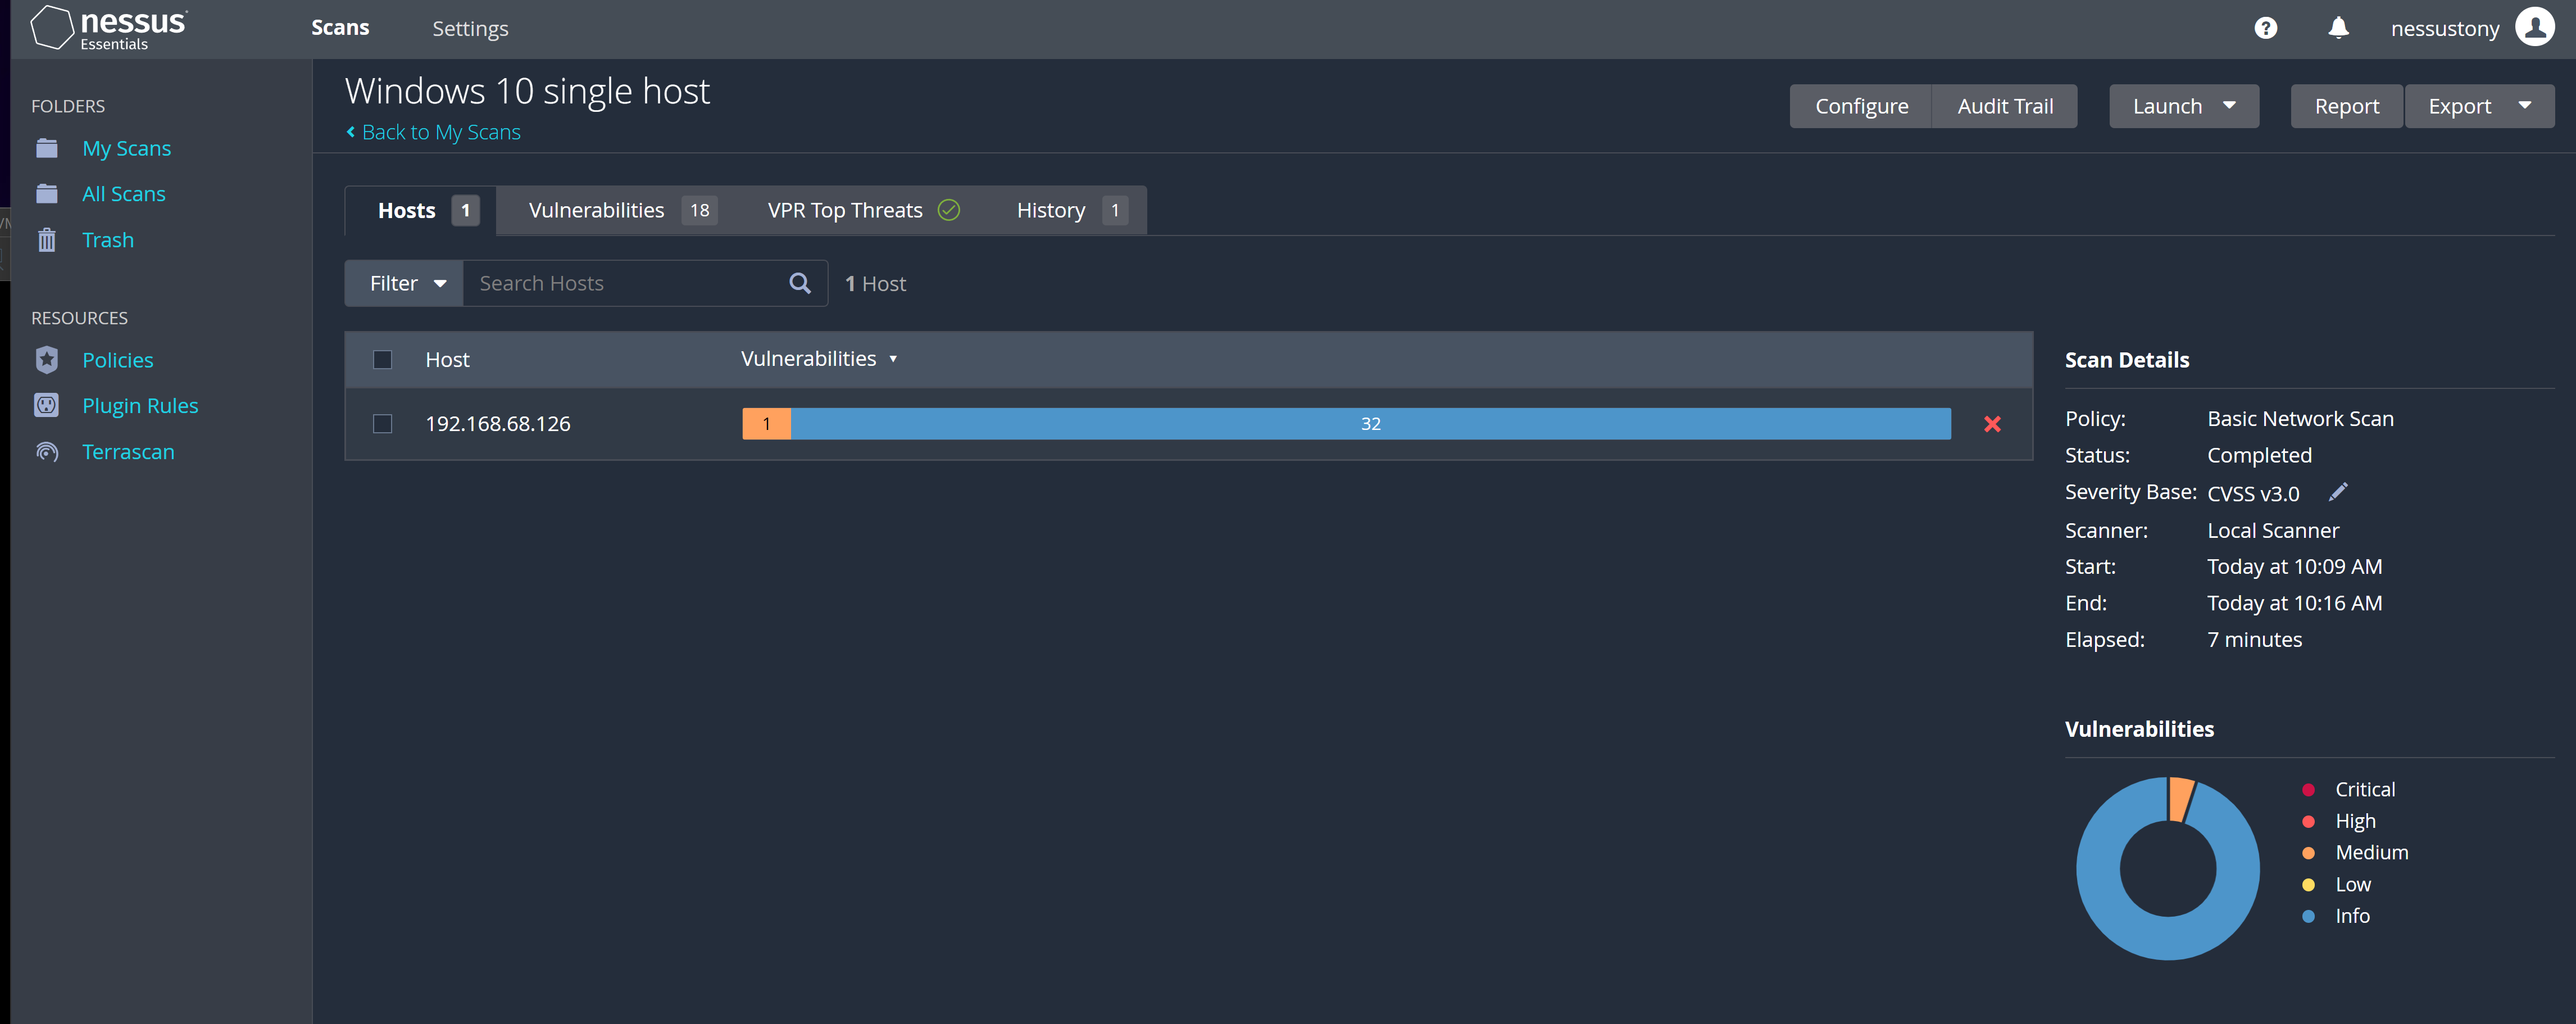 nessus
Essentials
Scans
Settings
nessustony
FOLDERS
My Scans
All Scans
Trash
RESOURCES
Policies
Plugin Rules
Terrascan
Windows 10 single host
Back to My Scans
Configure
Audit Trail
Launch
Report
Export
Hosts 1
Vulnerabilities 18
VPR Top Threats
History 1
Filter
Search Hosts
1 Host
Host
Vulnerabilities
192.168.68.126
1
32
Scan Details
Policy: Basic Network Scan
Status: Completed
Severity Base: CVSS v3.0
Scanner: Local Scanner
Start: Today at 10:09 AM
End: Today at 10:16 AM
Elapsed: 7 minutes
Vulnerabilities
Critical
High
Medium
Low
Info